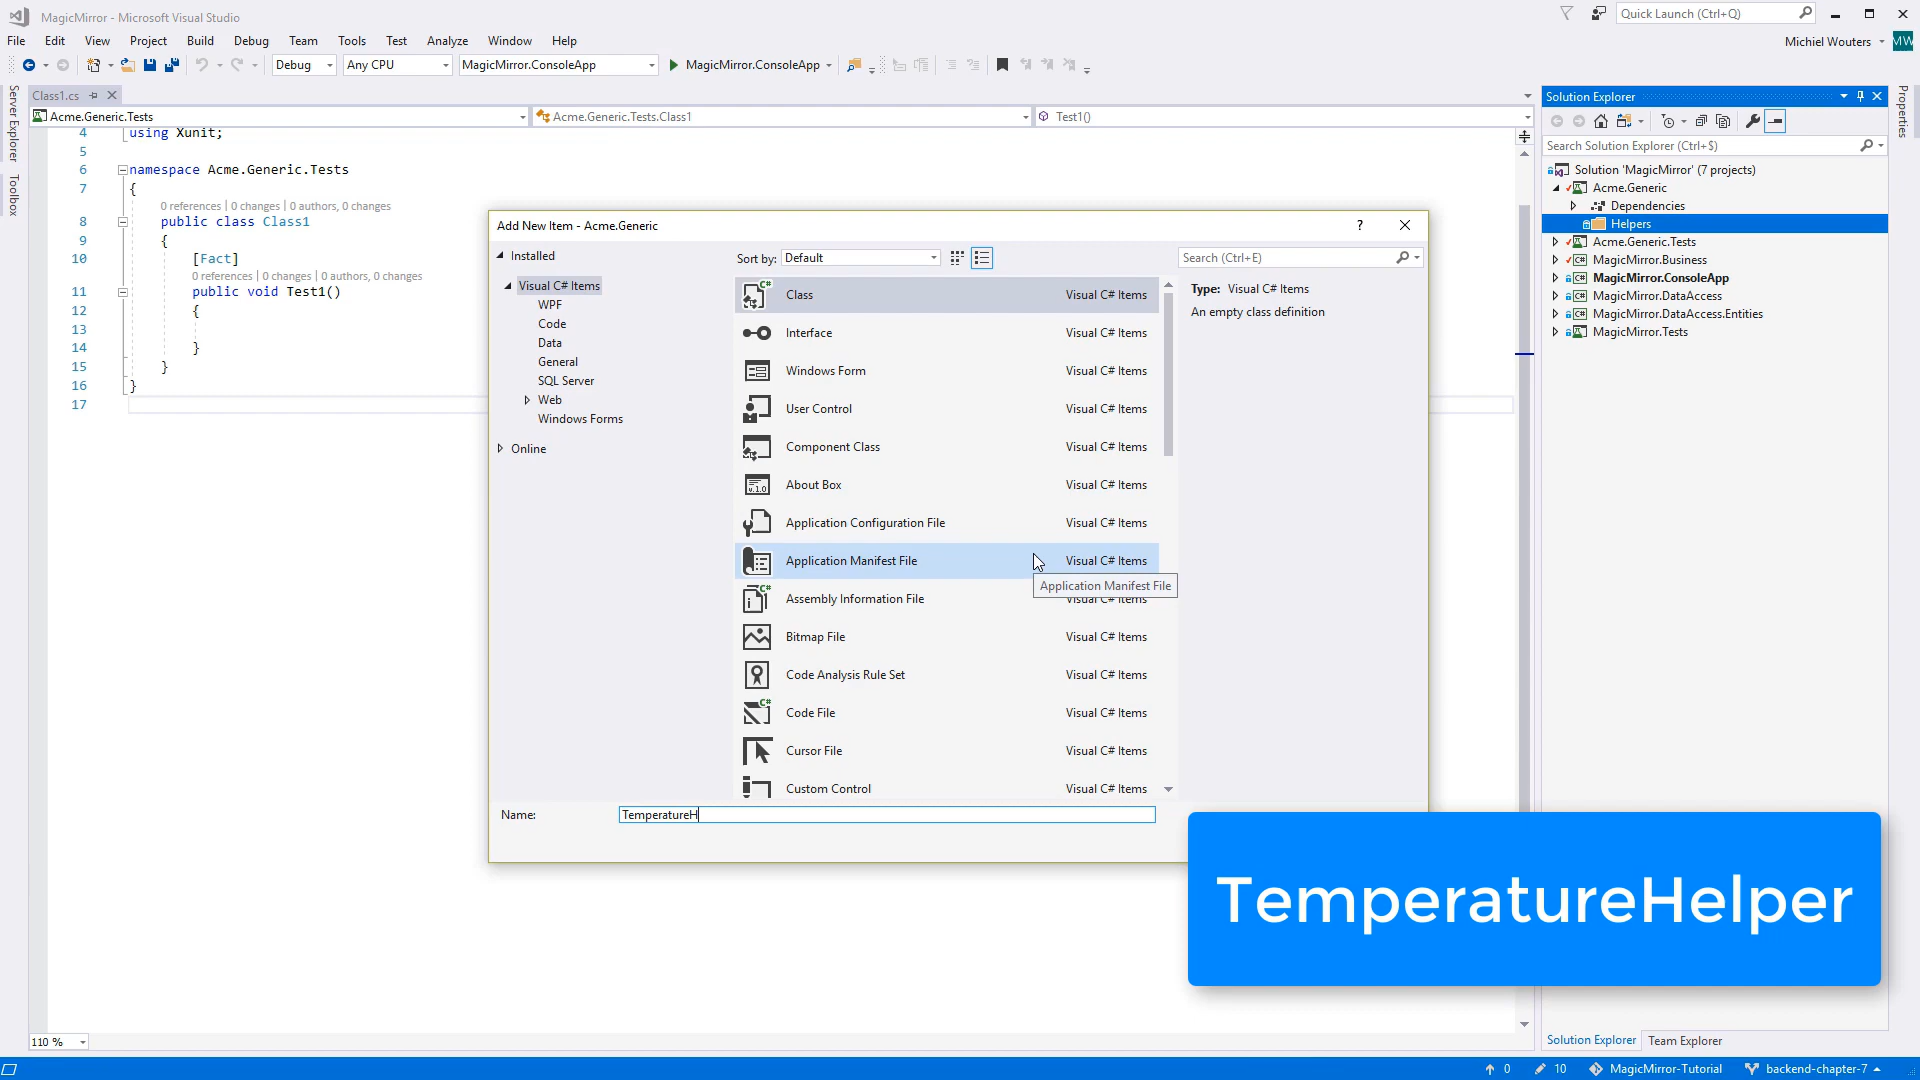 MagicMirror - Microsoft Visual Studio
Quick Launch (Ctrl+Q)
File Edit View Project Build Debug Team Tools Test Analyze Window Help
Michiel Wouters MW
Debug Any CPU MagicMirror.ConsoleApp MagicMirror.ConsoleApp
Server Explorer
Toolbox
Class1.cs
Acme.Generic.Tests Acme.Generic.Tests.Class1 Test1()
4 using Xunit;
5
6 namespace Acme.Generic.Tests
7 {
0 references | 0 changes | 0 authors, 0 changes
8 public class Class1
9 {
10 [Fact]
0 references | 0 changes | 0 authors, 0 changes
11 public void Test1()
12 {
13
14 }
15 }
16 }
17
110 %
Add New Item - Acme.Generic
?
Installed
Visual C# Items
WPF
Code
Data
General
SQL Server
Web
Windows Forms
Online
Sort by: Default
Class Visual C# Items
Interface Visual C# Items
Windows Form Visual C# Items
User Control Visual C# Items
Component Class Visual C# Items
About Box Visual C# Items
Application Configuration File Visual C# Items
Application Manifest File Visual C# Items
Application Manifest File
Assembly Information File Visual C# Items
Bitmap File Visual C# Items
Code Analysis Rule Set Visual C# Items
Code File Visual C# Items
Cursor File Visual C# Items
Custom Control Visual C# Items
Search (Ctrl+E)
Type: Visual C# Items
An empty class definition
Name: TemperatureH
TemperatureHelper
Solution Explorer
Search Solution Explorer (Ctrl+$)
Solution 'MagicMirror' (7 projects)
Acme.Generic
Dependencies
Helpers
Acme.Generic.Tests
MagicMirror.Business
MagicMirror.ConsoleApp
MagicMirror.DataAccess
MagicMirror.DataAccess.Entities
MagicMirror.Tests
Properties
Solution Explorer Team Explorer
0 10 MagicMirror-Tutorial backend-chapter-7